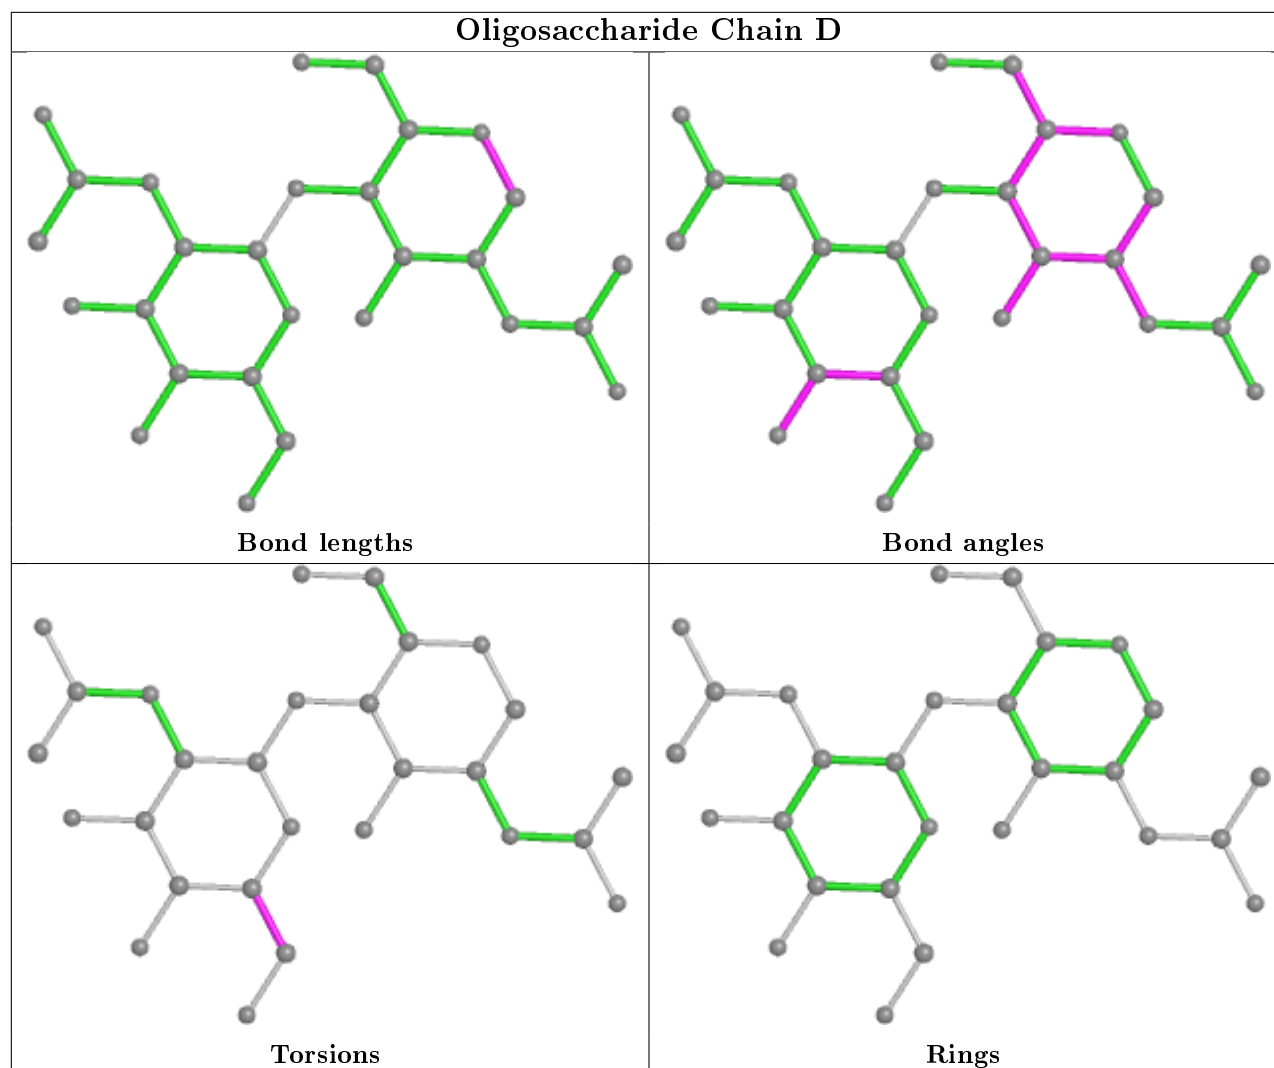 Oligosaccharide Chain D
Bond lengths
Bond angles
Torsions
Rings